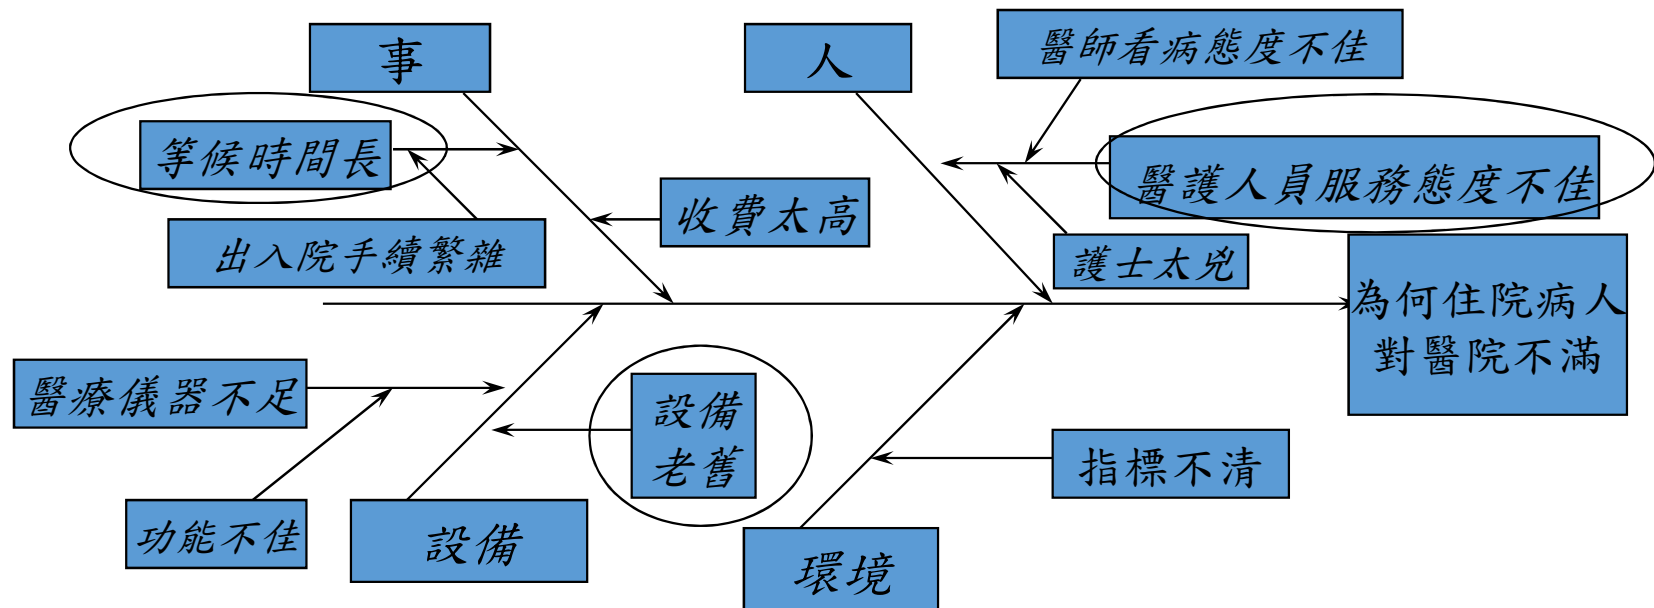 事
人
醫師看病態度不佳
等候時間長
醫護人員服務態度不佳
收費太高
出入院手續繁雜
護士太兇
為何住院病人
對醫院不滿
醫療儀器不足
設備
老舊
指標不清
功能不佳
設備
環境